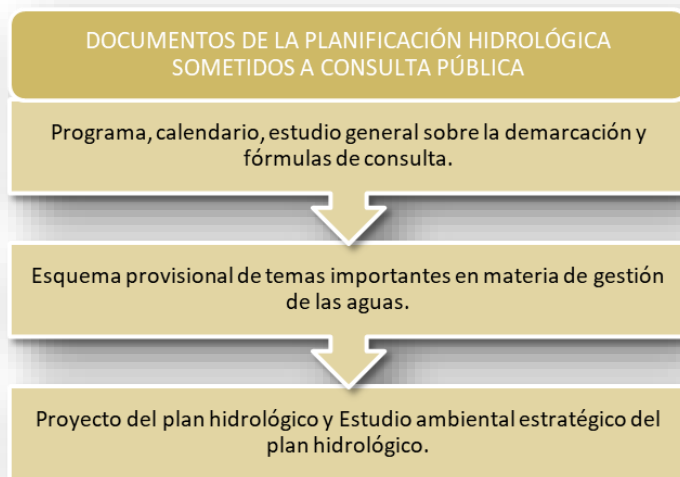 DOCUMENTOS DE LA PLANIFICACIÓN HIDROLÓGICA
SOMETIDOS A CONSULTA PÚBLICA
Programa, calendario, estudio general sobre la demarcación y
fórmulas de consulta.
Esquema provisional de temas importantes en materia de gestión
de las aguas.
Proyecto del plan hidrológico y Estudio ambiental estratégico del
plan hidrológico.